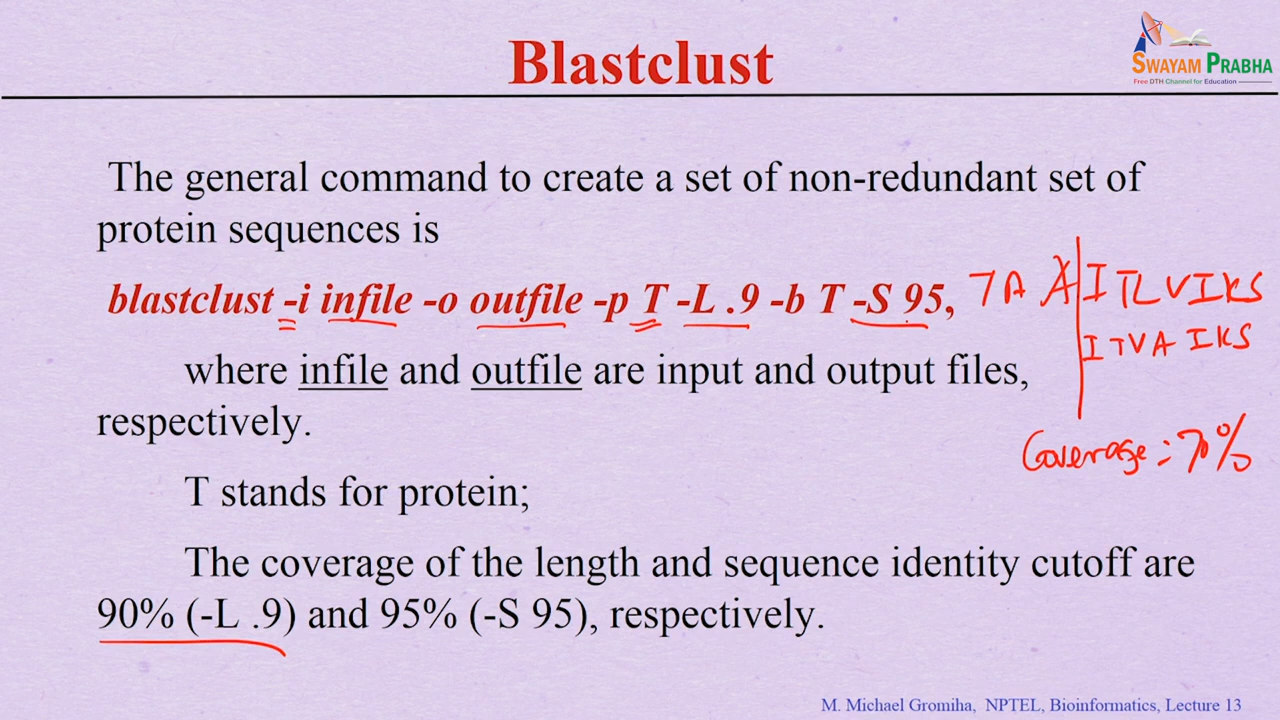 Blastclust
SWAYAM PRABHA
Free DTH Channel for Education
The general command to create a set of non-redundant set of
protein sequences is
blastclust -i infile -o outfile -p T -L .9 -b T -S 95,
ITLVIKS
ITVAIKS
where infile and outfile are input and output files,
respectively.
Coverage = 70%
T stands for protein;
The coverage of the length and sequence identity cutoff are
90% (-L .9) and 95% (-S 95), respectively.
M. Michael Gromiha, NPTEL, Bioinformatics, Lecture 13